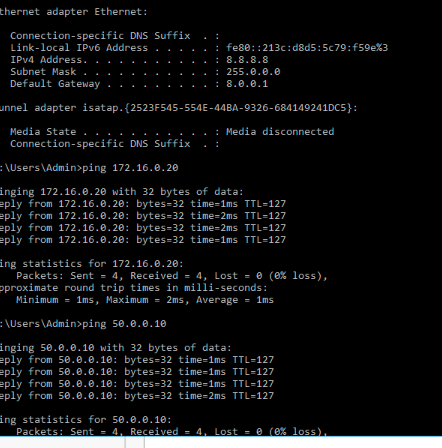 thernet adapter Ethernet:
Connection-specific DNS Suffix . :
Link-local IPv6 Address . . . . . : fe80::213c:d8d5:5c79:f59e%3
IPv4 Address. . . . . . . . . . . : 8.8.8.8
Subnet Mask . . . . . . . . . . . : 255.0.0.0
Default Gateway . . . . . . . . . : 8.0.0.1
unnel adapter isatap.{2523F545-554E-44BA-9326-684149241DC5}:
Media State . . . . . . . . . . . : Media disconnected
Connection-specific DNS Suffix . :
:\Users\Admin>ping 172.16.0.20
inging 172.16.0.20 with 32 bytes of data:
eply from 172.16.0.20: bytes=32 time=1ms TTL=127
eply from 172.16.0.20: bytes=32 time=2ms TTL=127
eply from 172.16.0.20: bytes=32 time=2ms TTL=127
eply from 172.16.0.20: bytes=32 time=1ms TTL=127
ing statistics for 172.16.0.20:
Packets: Sent = 4, Received = 4, Lost = 0 (0% loss),
pproximate round trip times in milli-seconds:
Minimum = 1ms, Maximum = 2ms, Average = 1ms
:\Users\Admin>ping 50.0.0.10
inging 50.0.0.10 with 32 bytes of data:
eply from 50.0.0.10: bytes=32 time=1ms TTL=127
eply from 50.0.0.10: bytes=32 time=1ms TTL=127
eply from 50.0.0.10: bytes=32 time=1ms TTL=127
eply from 50.0.0.10: bytes=32 time=2ms TTL=127
ing statistics for 50.0.0.10:
Packets: Sent = 4, Received = 4, Lost = 0 (0% loss),